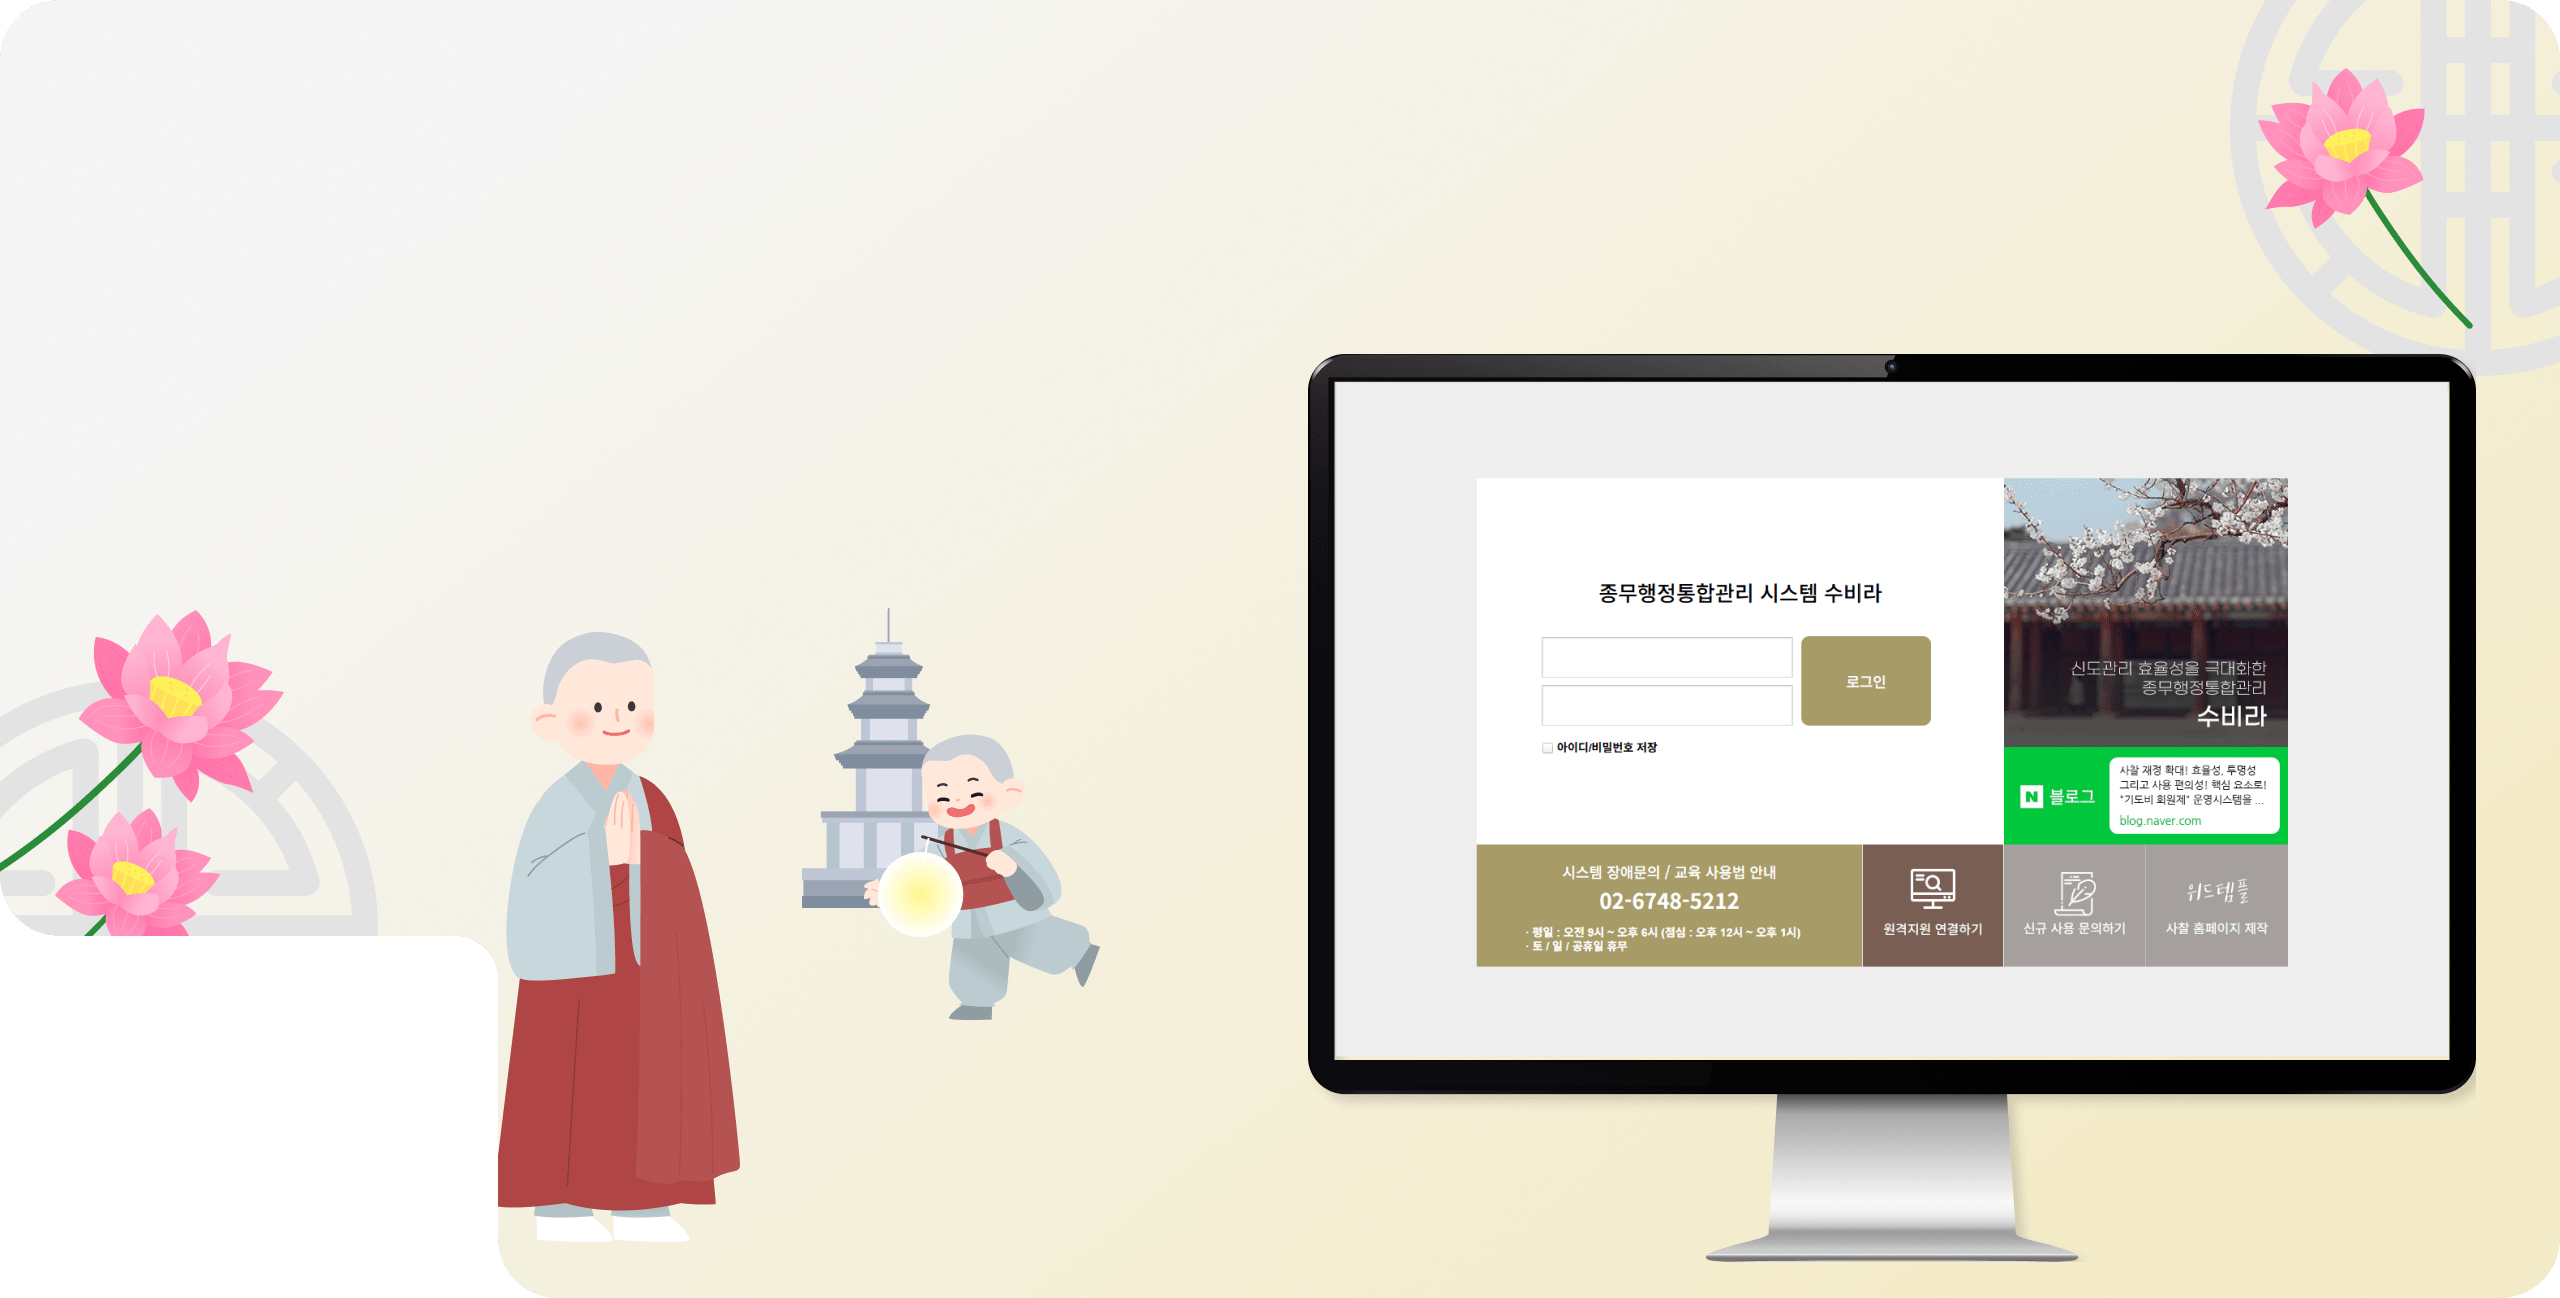 종무행정통합관리 시스템 수비라
로그인
아이디/비밀번호 저장
신도관리 효율성을 극대화한
종무행정통합관리
수비라
N 블로그
사찰 재정 확대! 효율성, 투명성
그리고 사용 편의성! 핵심 요소로!
"기도비 회원제" 운영시스템을 ...
blog.naver.com
시스템 장애문의 / 교육 사용법 안내
02-6748-5212
· 평일 : 오전 9시 ~ 오후 6시 (점심 : 오후 12시 ~ 오후 1시)
· 토 / 일 / 공휴일 휴무
원격지원 연결하기
신규 사용 문의하기
위드템플
사찰 홈페이지 제작